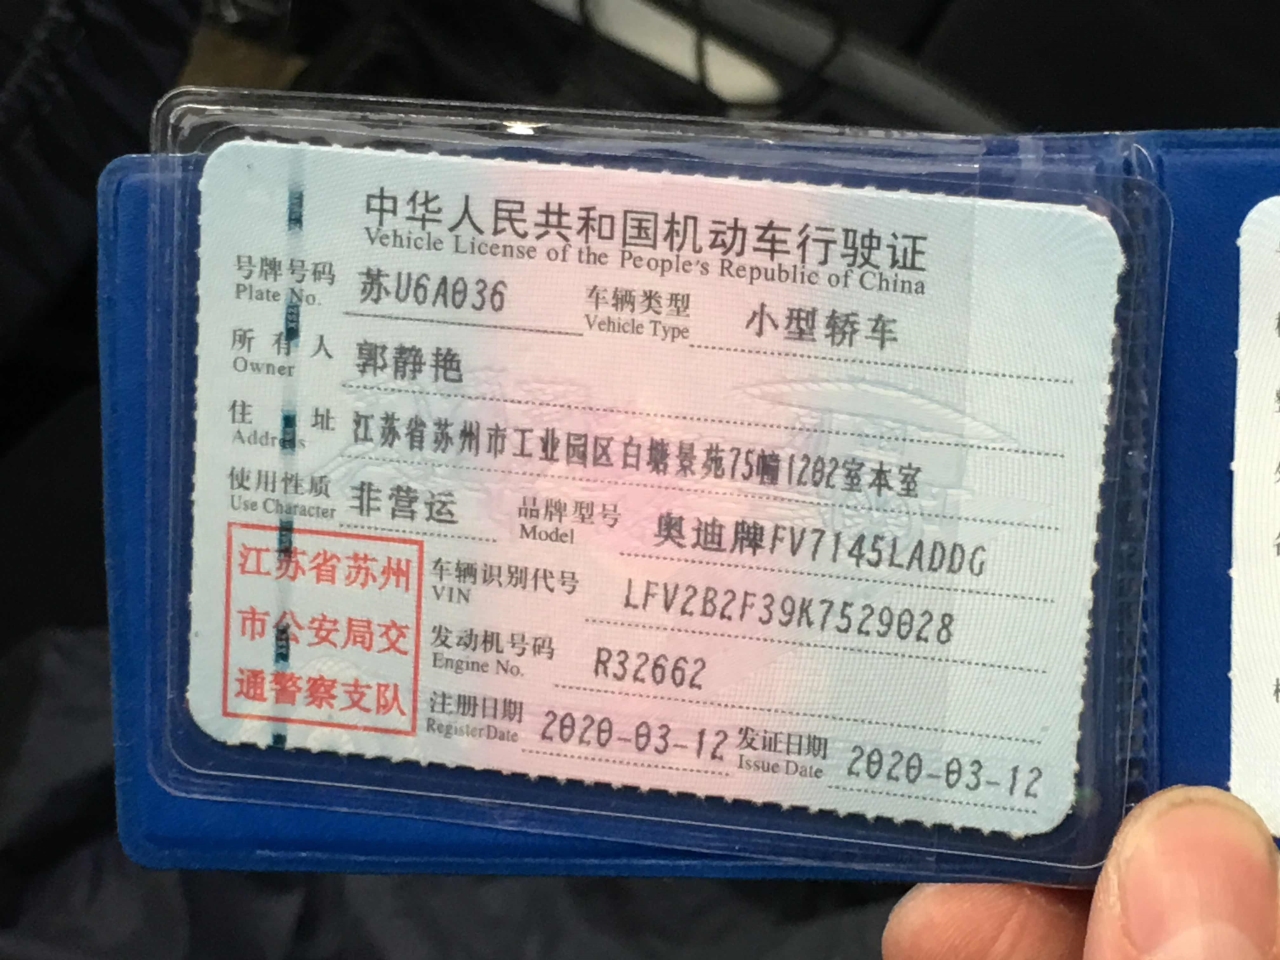 中华人民共和国机动车行驶证
Vehicle License of the People's Republic of China
号牌号码 苏U6A036 车辆类型 小型轿车
Plate No. Vehicle Type
所有人 郭静艳
Owner
住址 江苏省苏州市工业园区白塘景苑75幢1202室本室
Address
使用性质 非营运 品牌型号 奥迪牌FV7145LADDG
Use Character Model
江苏省苏州
市公安局交
通警察支队
车辆识别代号 LFV2B2F39K7529028
VIN
发动机号码 R32662
Engine No.
注册日期 2020-03-12 发证日期 2020-03-12
Register Date Issue Date